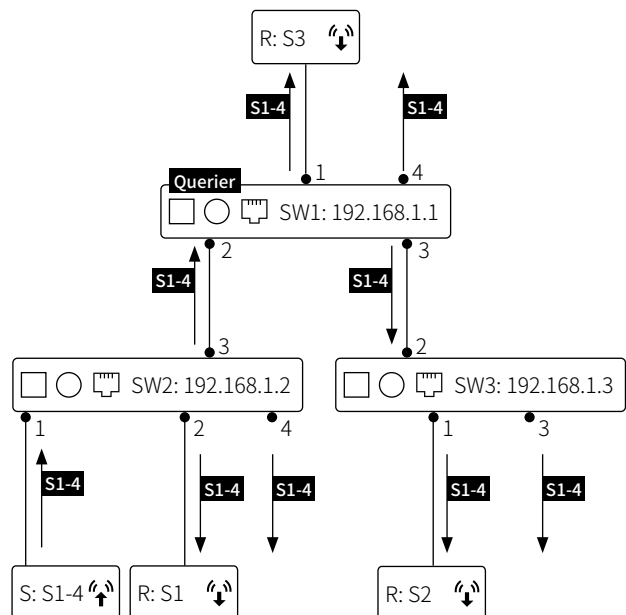 R: S3
S1-4 S1-4
Querier 1 4
SW1: 192.168.1.1
2 3
S1-4 S1-4
3 2
SW2: 192.168.1.2 SW3: 192.168.1.3
1 2 4 1 3
S1-4 S1-4 S1-4 S1-4 S1-4
S: S1-4 R: S1 R: S2